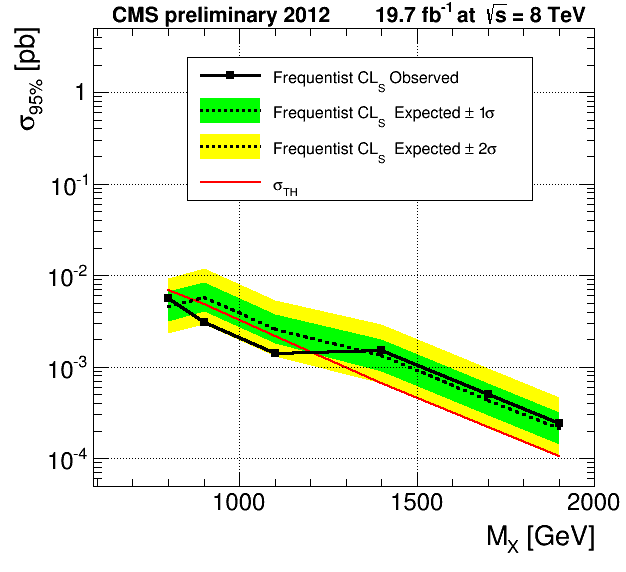 CMS preliminary 2012 19.7 fb⁻¹ at √s = 8 TeV
σ95% [pb]
Frequentist CLS Observed
Frequentist CLS Expected ± 1σ
Frequentist CLS Expected ± 2σ
σTH
1
10⁻¹
10⁻²
10⁻³
10⁻⁴
1000 1500 2000
MX [GeV]